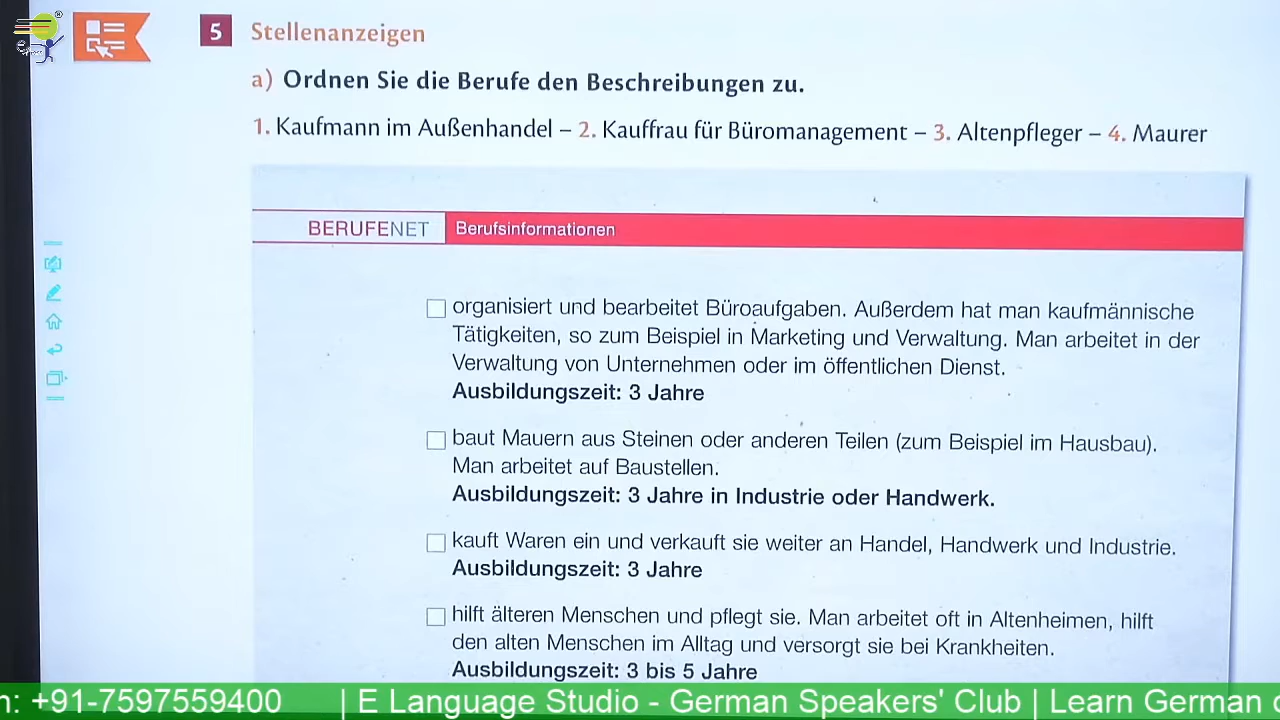 5 Stellenanzeigen
a) Ordnen Sie die Berufe den Beschreibungen zu.
1. Kaufmann im Außenhandel – 2. Kauffrau für Büromanagement – 3. Altenpfleger – 4. Maurer
BERUFENET Berufsinformationen
organisiert und bearbeitet Büroaufgaben. Außerdem hat man kaufmännische
Tätigkeiten, so zum Beispiel in Marketing und Verwaltung. Man arbeitet in der
Verwaltung von Unternehmen oder im öffentlichen Dienst.
Ausbildungszeit: 3 Jahre
baut Mauern aus Steinen oder anderen Teilen (zum Beispiel im Hausbau).
Man arbeitet auf Baustellen.
Ausbildungszeit: 3 Jahre in Industrie oder Handwerk.
kauft Waren ein und verkauft sie weiter an Handel, Handwerk und Industrie.
Ausbildungszeit: 3 Jahre
hilft älteren Menschen und pflegt sie. Man arbeitet oft in Altenheimen, hilft
den alten Menschen im Alltag und versorgt sie bei Krankheiten.
Ausbildungszeit: 3 bis 5 Jahre
: +91-7597559400 | E Language Studio - German Speakers' Club | Learn German